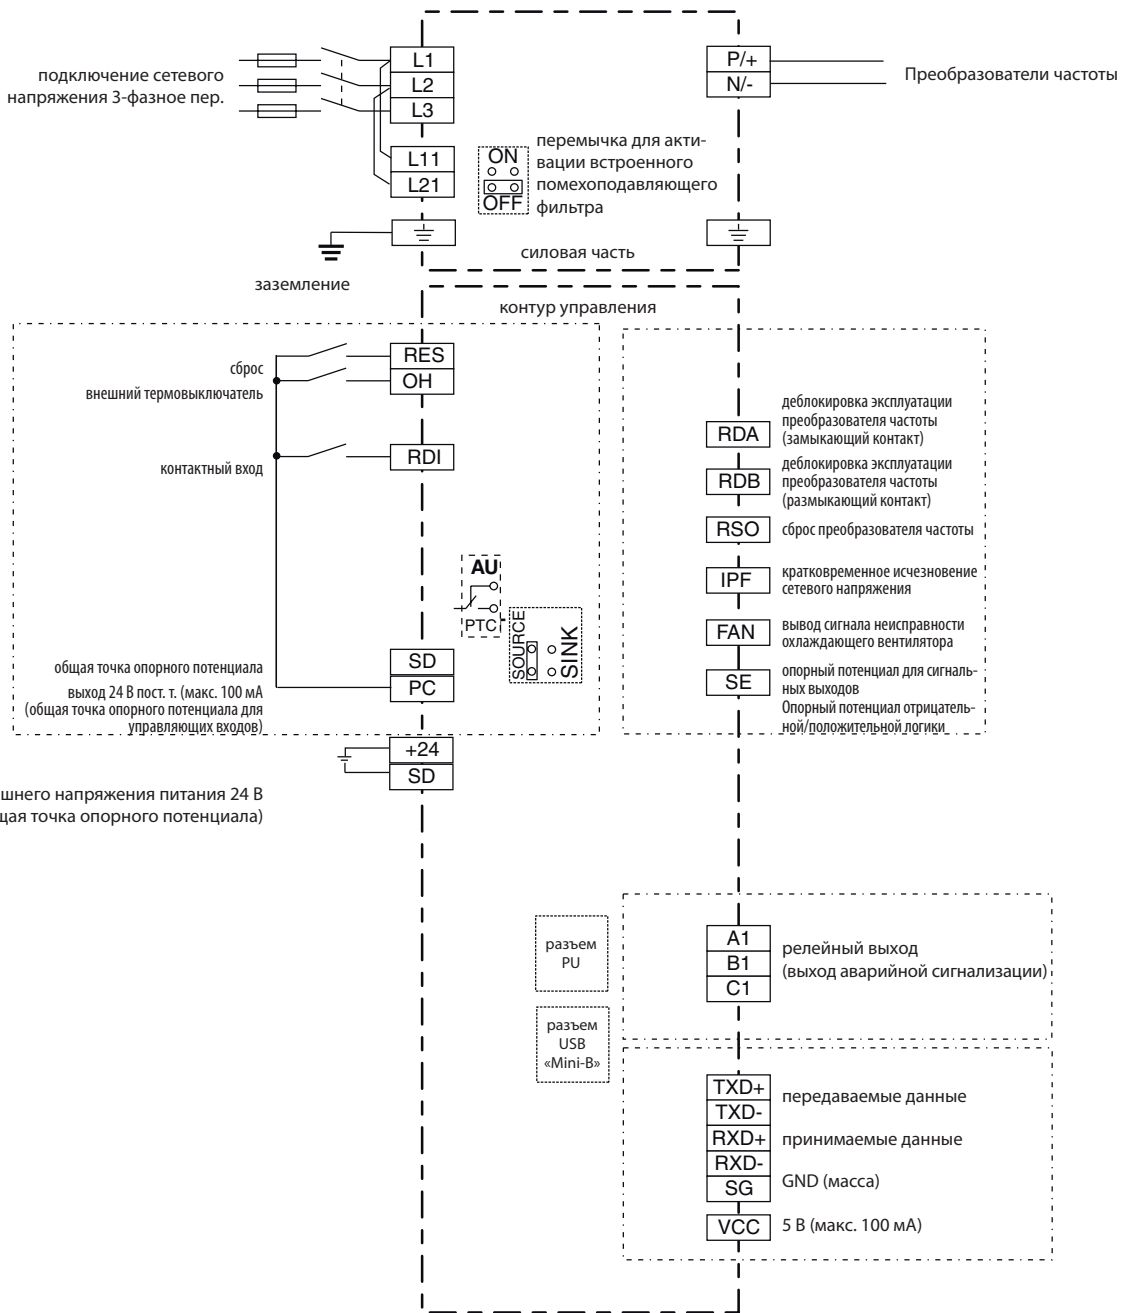 подключение сетевого
напряжения 3-фазное пер.
L1
L2
L3
L11
L21
P/+
N/-
Преобразователи частоты
ON
OFF
перемычка для акти-
вации встроенного
помехоподавляющего
фильтра
силовая часть
заземление
контур управления
сброс
внешний термовыключатель
контактный вход
RES
OH
RDI
AU
PTC
SOURCE
SINK
общая точка опорного потенциала
выход 24 В пост. т. (макс. 100 мА
(общая точка опорного потенциала для
управляющих входов)
SD
PC
+24
SD
шнего напряжения питания 24 В
щая точка опорного потенциала)
RDA
деблокировка эксплуатации
преобразователя частоты
(замыкающий контакт)
RDB
деблокировка эксплуатации
преобразователя частоты
(размыкающий контакт)
RSO
сброс преобразователя частоты
IPF
кратковременное исчезновение
сетевого напряжения
FAN
вывод сигнала неисправности
охлаждающего вентилятора
SE
опорный потенциал для сигналь-
ных выходов
Опорный потенциал отрицатель-
ной/положительной логики
разъем
PU
A1
B1
C1
релейный выход
(выход аварийной сигнализации)
разъем
USB
«Mini-B»
TXD+
TXD-
передаваемые данные
RXD+
RXD-
принимаемые данные
SG
GND (масса)
VCC
5 В (макс. 100 мА)